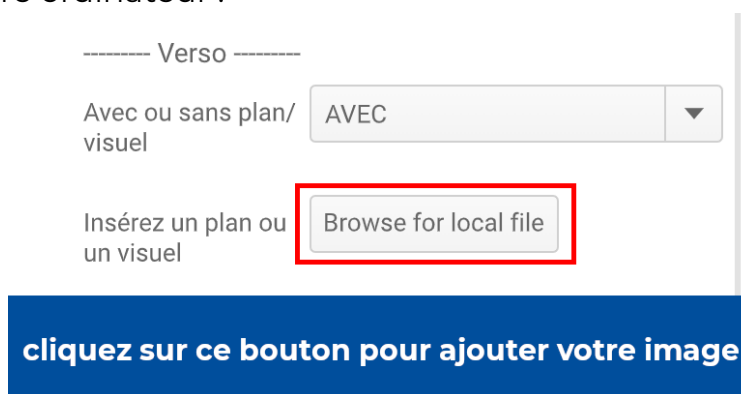 --------- Verso ---------
Avec ou sans plan/
visuel
AVEC
Insérez un plan ou
un visuel
Browse for local file
cliquez sur ce bouton pour ajouter votre image